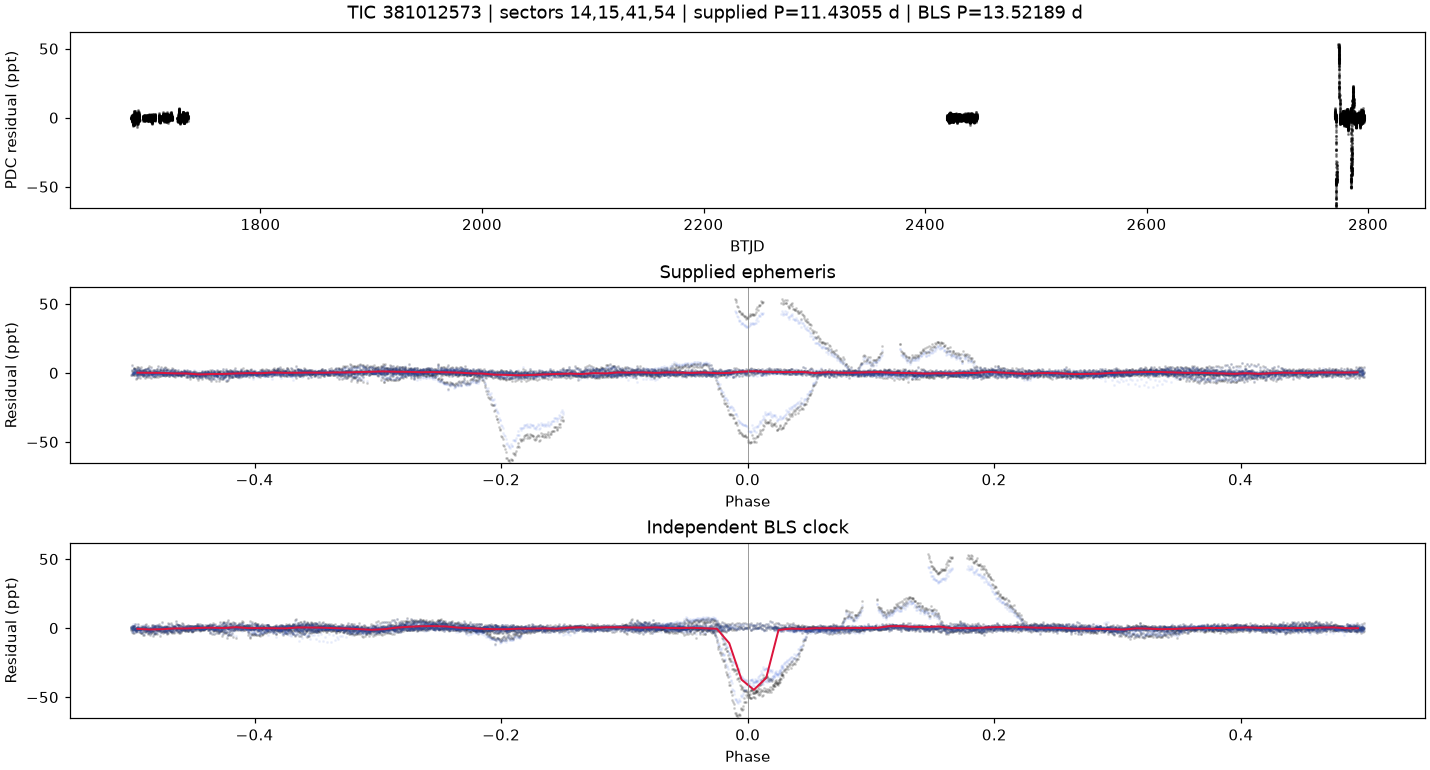 TIC 381012573 | sectors 14,15,41,54 | supplied P=11.43055 d | BLS P=13.52189 d
PDC residual (ppt)
50
0
−50
1800 2000 2200 2400 2600 2800
BTJD
Supplied ephemeris
Residual (ppt)
50
0
−50
−0.4 −0.2 0.0 0.2 0.4
Phase
Independent BLS clock
Residual (ppt)
50
0
−50
−0.4 −0.2 0.0 0.2 0.4
Phase